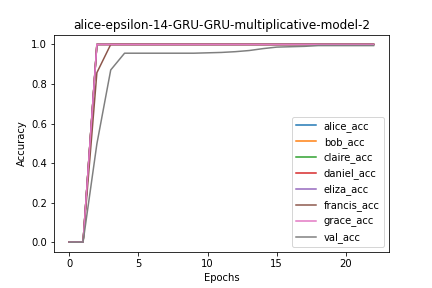 alice-epsilon-14-GRU-GRU-multiplicative-model-2
1.0
0.8
0.6
0.4
0.2
0.0
Accuracy
alice_acc
bob_acc
claire_acc
daniel_acc
eliza_acc
francis_acc
grace_acc
val_acc
0 5 10 15 20
Epochs